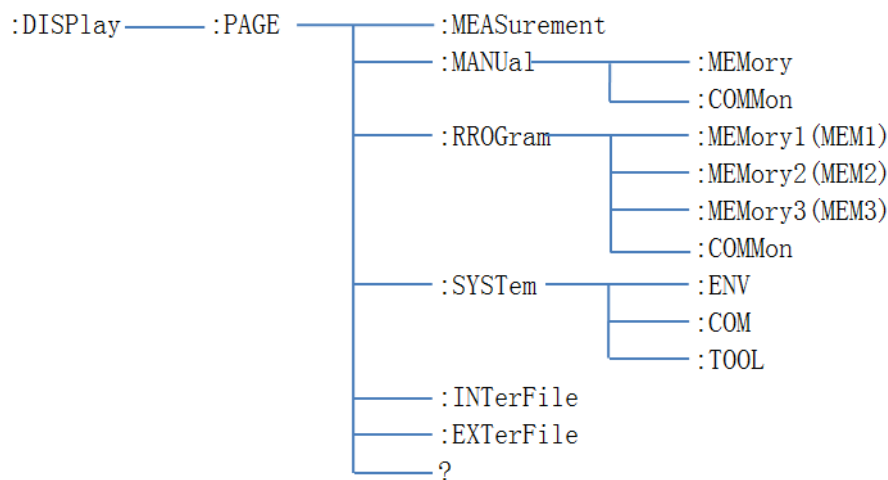 :DISPlay :PAGE :MEASurement
:MANUal :MEMory
:COMMon
:RROGram :MEMory1(MEM1)
:MEMory2(MEM2)
:MEMory3(MEM3)
:COMMon
:SYSTem :ENV
:COM
:TOOL
:INTerFile
:EXTerFile
?